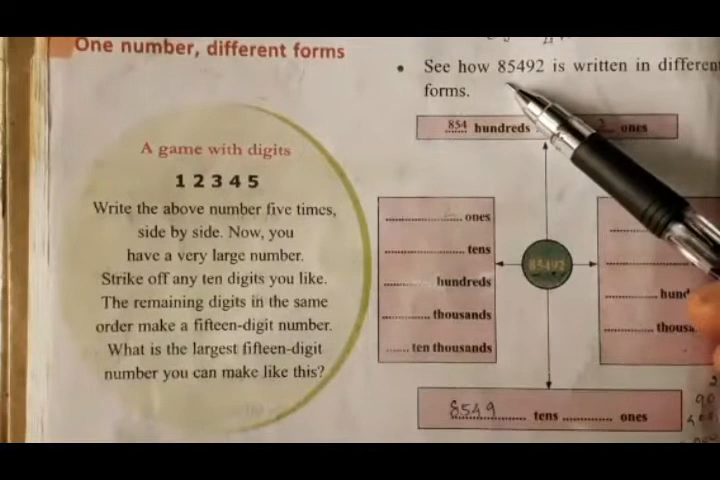 One number, different forms
A game with digits
1 2 3 4 5
Write the above number five times,
side by side. Now, you
have a very large number.
Strike off any ten digits you like.
The remaining digits in the same
order make a fifteen-digit number.
What is the largest fifteen-digit
number you can make like this?
• See how 85492 is written in different
forms.
854 hundreds ones
............ ones
............ tens
............ hundreds
............ thousands
...... ten thousands
85492
8549 tens ............ ones